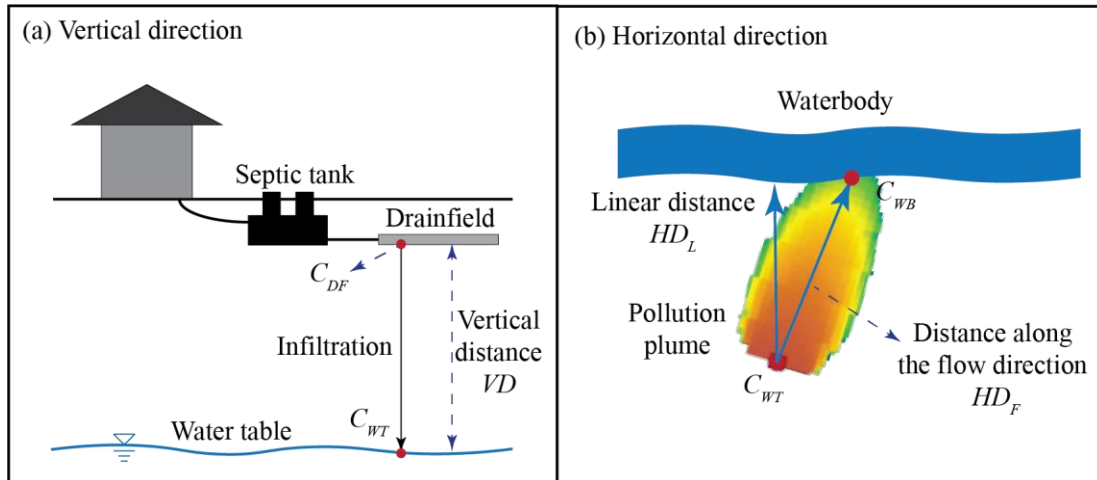 (a) Vertical direction
Septic tank
Drainfield
C_DF
Infiltration
Vertical
distance
VD
C_WT
Water table
(b) Horizontal direction
Waterbody
Linear distance
HD_L
C_WB
Pollution
plume
Distance along
the flow direction
HD_F
C_WT